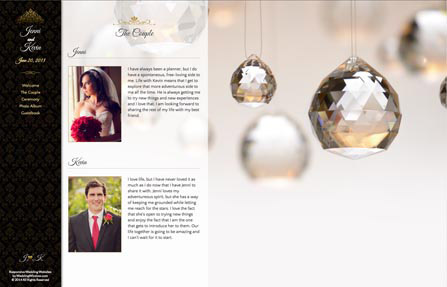 Jenni
and
Kevin
June 20, 2014
Welcome
The Couple
Ceremony
Photo Album
Guestbook
J K
Responsive Wedding Websites
by WeddingWindow.com
© 2014 All Rights Reserved
The Couple
Jenni
I have always been a planner, but I do
have a spontaneous, free-living side to
me. Life with Kevin means that I get to
explore that more adventurous side to
me all the time. He is always getting me
to try new things and new experiences
and I love that. I am looking forward to
sharing the rest of my life with my best
friend.
Kevin
I love life, but I have never loved it as
much as I do now that I have Jenni to
share it with. Jenni loves my
adventurous spirit, but she has a way
of keeping me grounded while letting
me reach for the stars. I love the fact
that she's open to trying new things
and enjoy the fact that I am the one
that gets to introduce her to them. Our
life together is going to be amazing and
I can't wait for it to start.